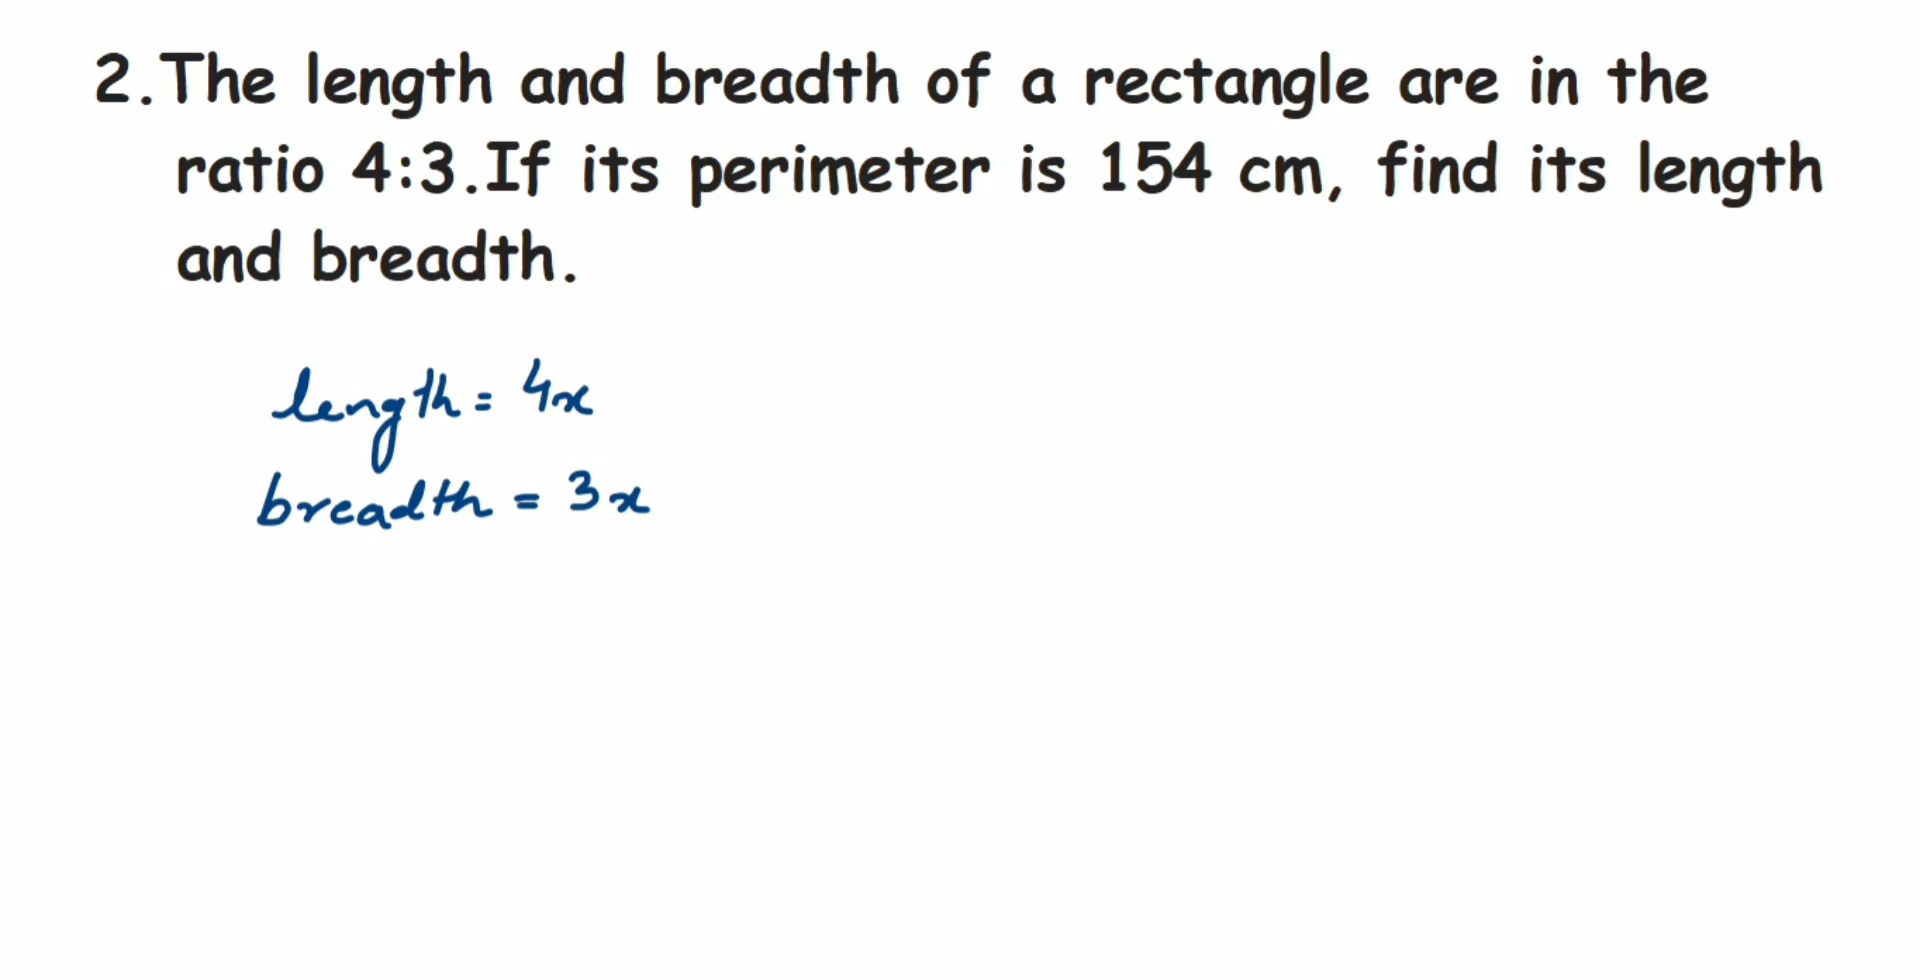 2.The length and breadth of a rectangle are in the
ratio 4:3.If its perimeter is 154 cm, find its length
and breadth.
length = 4x
breadth = 3x